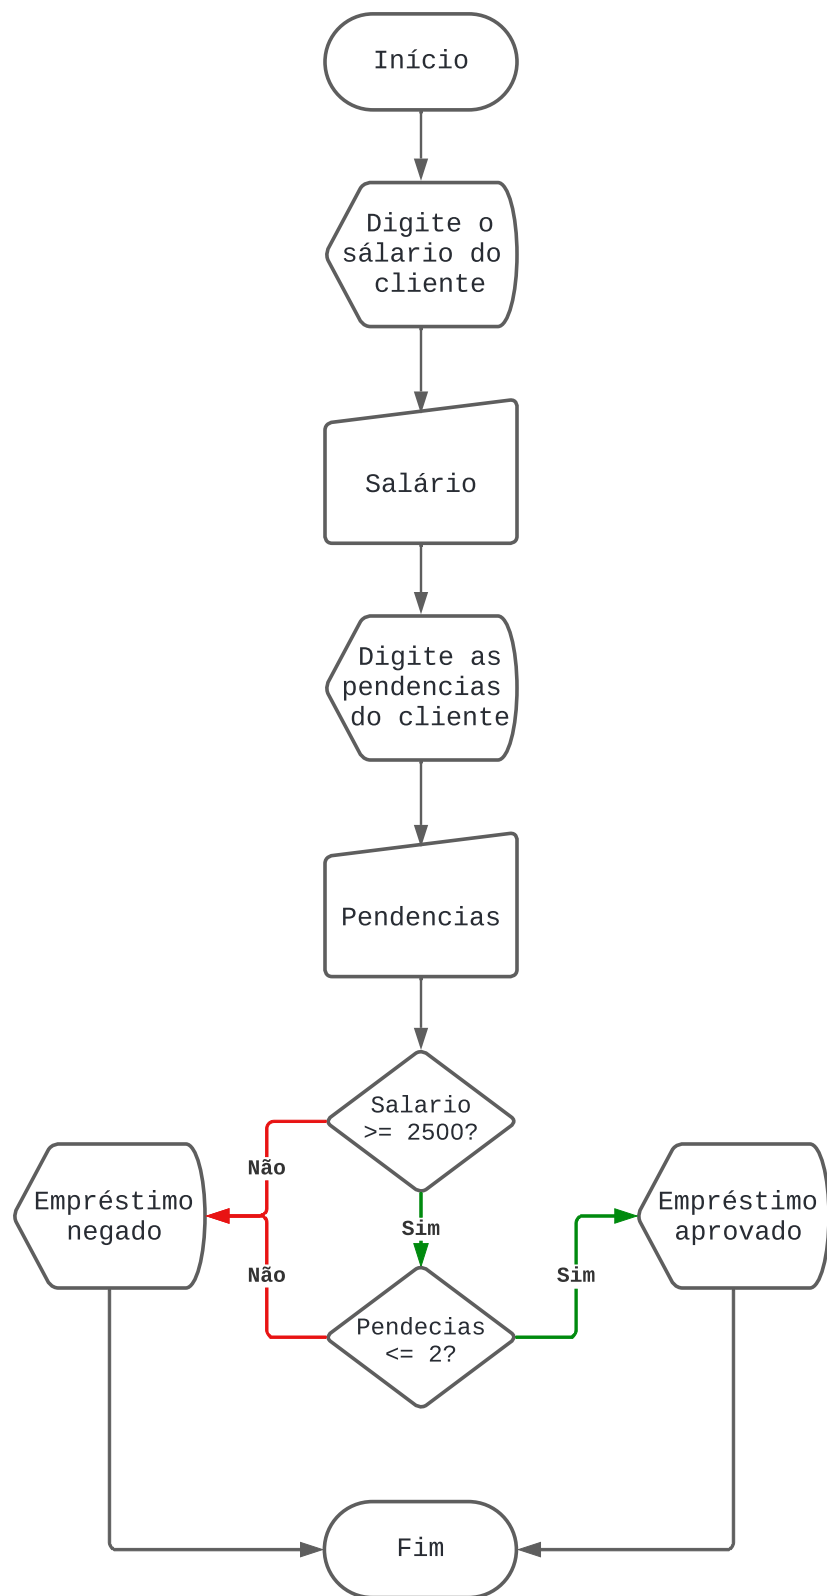 Início
Digite o
sálario do
cliente
Salário
Digite as
pendencias
do cliente
Pendencias
Salario
>= 2500?
Não
Empréstimo
negado
Sim
Empréstimo
aprovado
Não
Sim
Pendecias
<= 2?
Fim